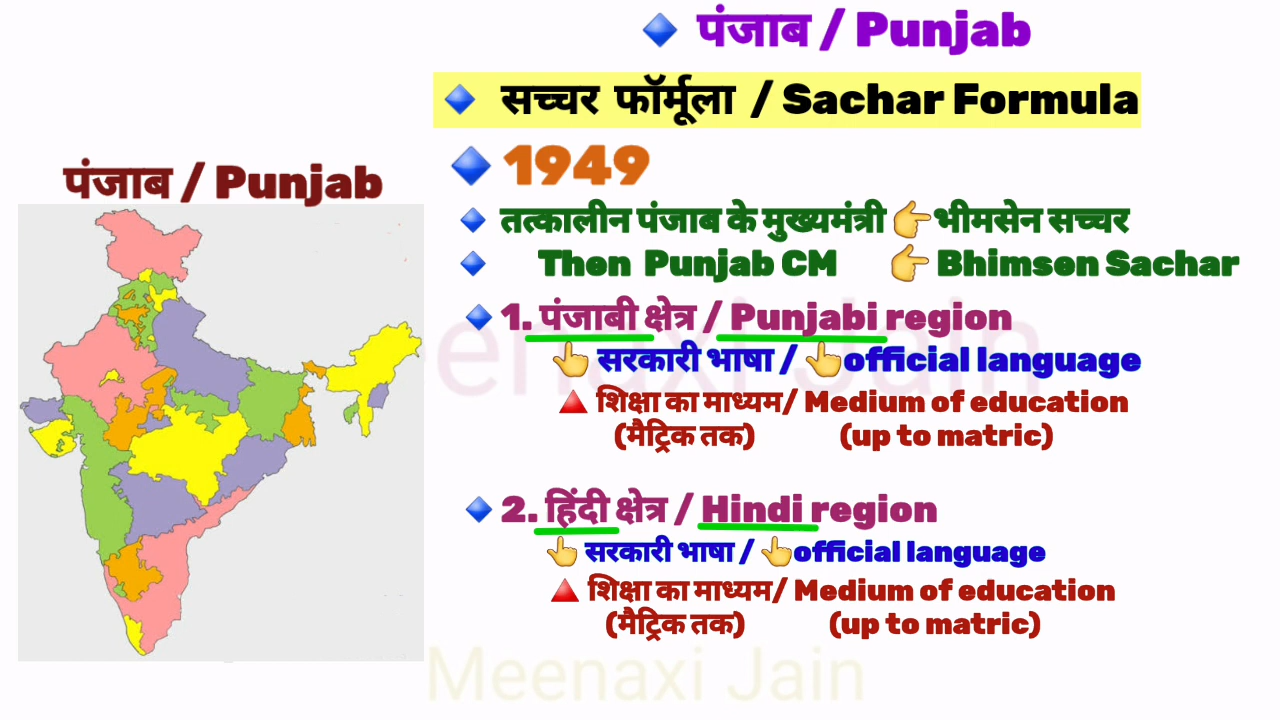 पंजाब / Punjab
सच्चर फॉर्मूला / Sachar Formula
1949
पंजाब / Punjab
तत्कालीन पंजाब के मुख्यमंत्री भीमसेन सच्चर
Then Punjab CM Bhimsen Sachar
1. पंजाबी क्षेत्र / Punjabi region
सरकारी भाषा / official language
शिक्षा का माध्यम/ Medium of education
(मैट्रिक तक) (up to matric)
2. हिंदी क्षेत्र / Hindi region
सरकारी भाषा / official language
शिक्षा का माध्यम/ Medium of education
(मैट्रिक तक) (up to matric)
Meenaxi Jain
Meenaxi Jain